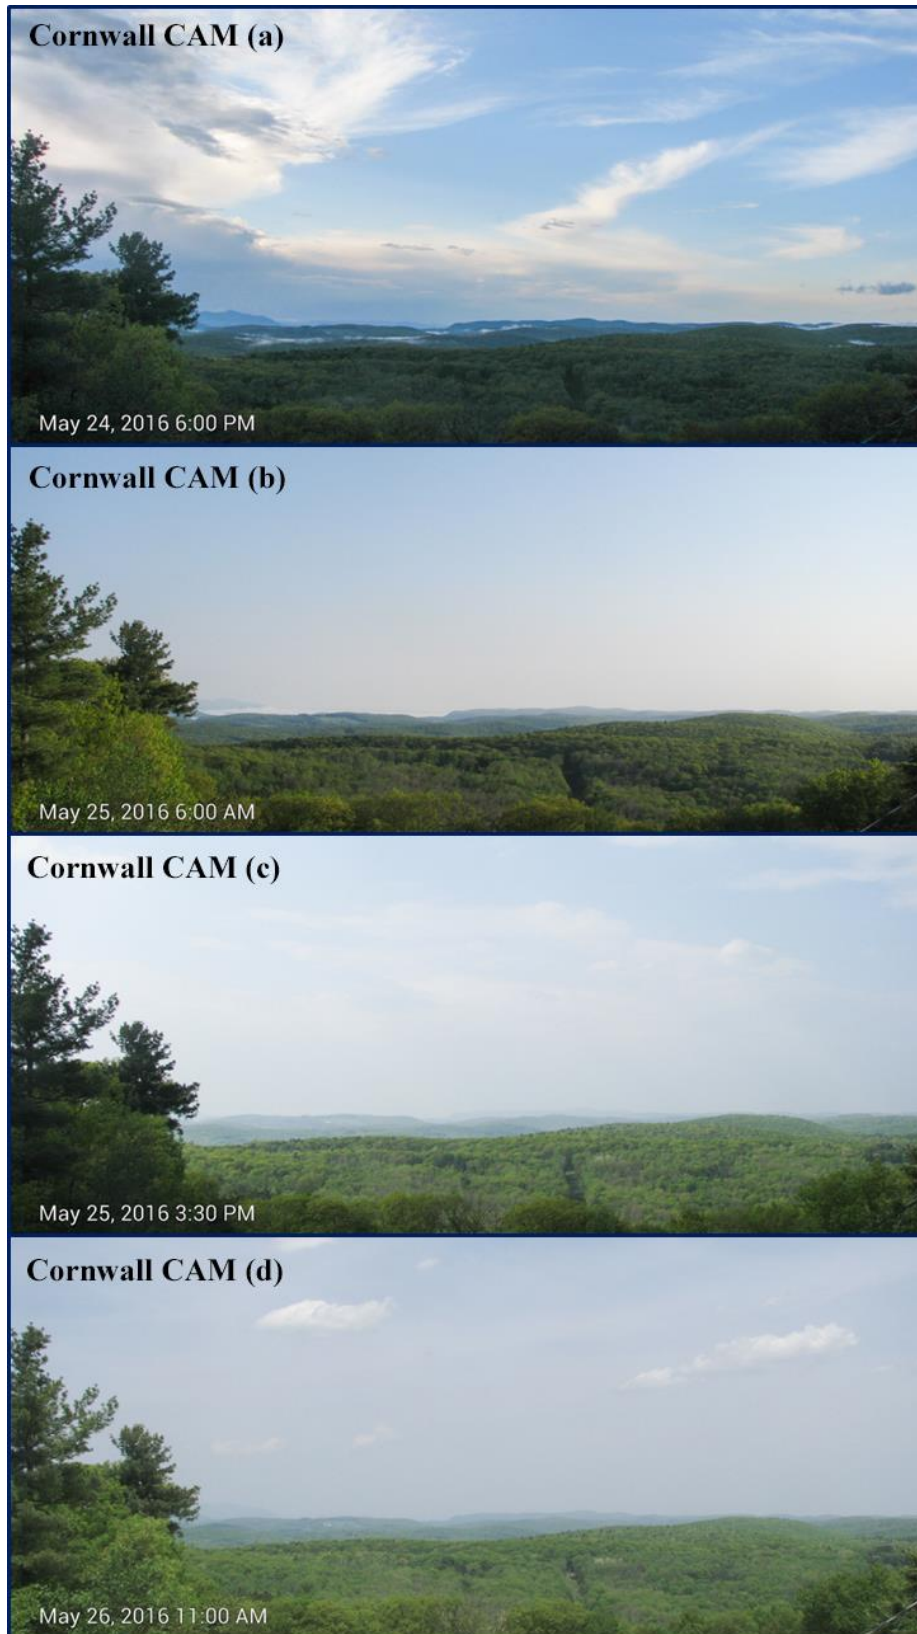 Cornwall CAM (a)
May 24, 2016 6:00 PM
Cornwall CAM (b)
May 25, 2016 6:00 AM
Cornwall CAM (c)
May 25, 2016 3:30 PM
Cornwall CAM (d)
May 26, 2016 11:00 AM